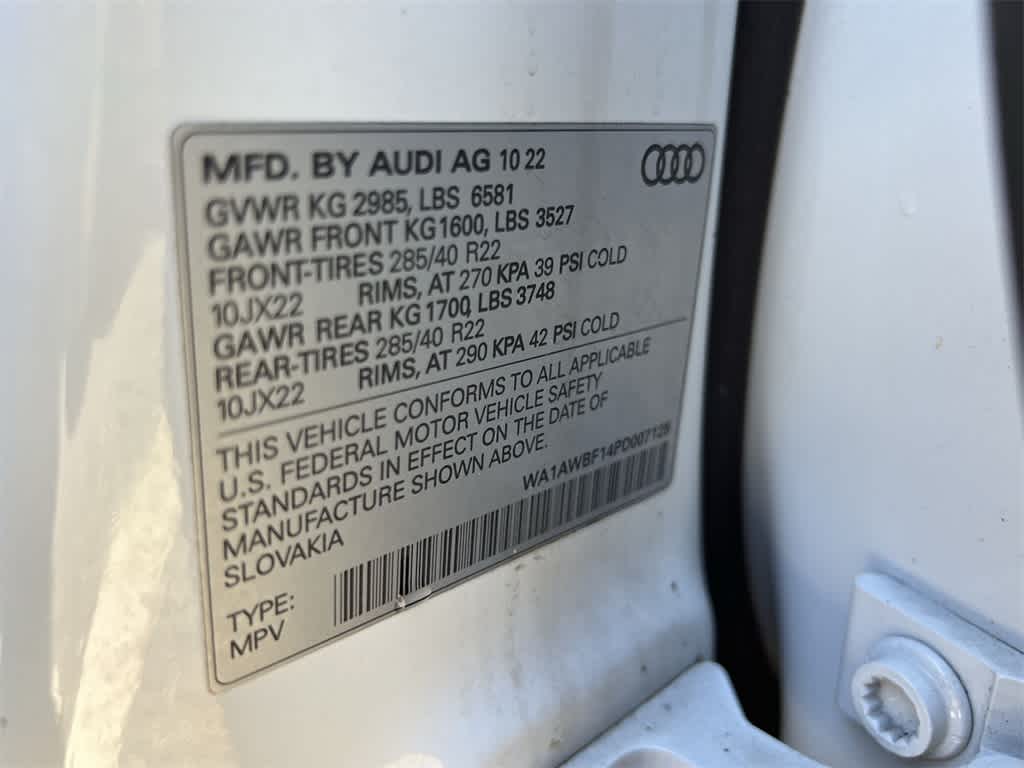 MFD. BY AUDI AG 10 22
GVWR KG 2985, LBS 6581
GAWR FRONT KG 1600, LBS 3527
FRONT-TIRES 285/40 R22
10JX22 RIMS, AT 270 KPA 39 PSI COLD
GAWR REAR KG 1700, LBS 3748
REAR-TIRES 285/40 R22
10JX22 RIMS, AT 290 KPA 42 PSI COLD
THIS VEHICLE CONFORMS TO ALL APPLICABLE
U.S. FEDERAL MOTOR VEHICLE SAFETY
STANDARDS IN EFFECT ON THE DATE OF
MANUFACTURE SHOWN ABOVE.
WA1AWBF14PD007128
SLOVAKIA
TYPE:
MPV